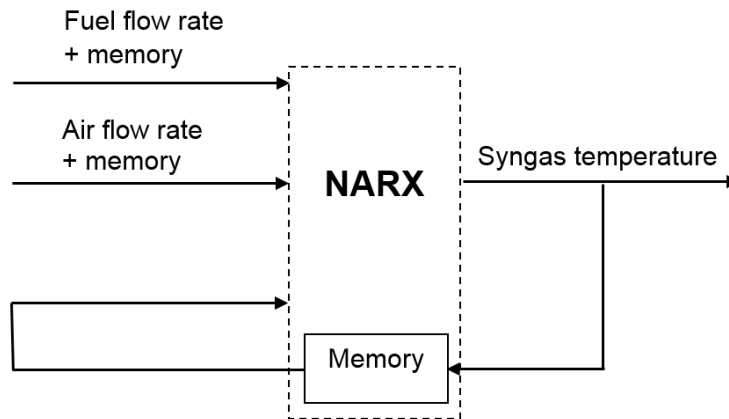 Fuel flow rate
+ memory
Air flow rate
+ memory
Syngas temperature
NARX
Memory